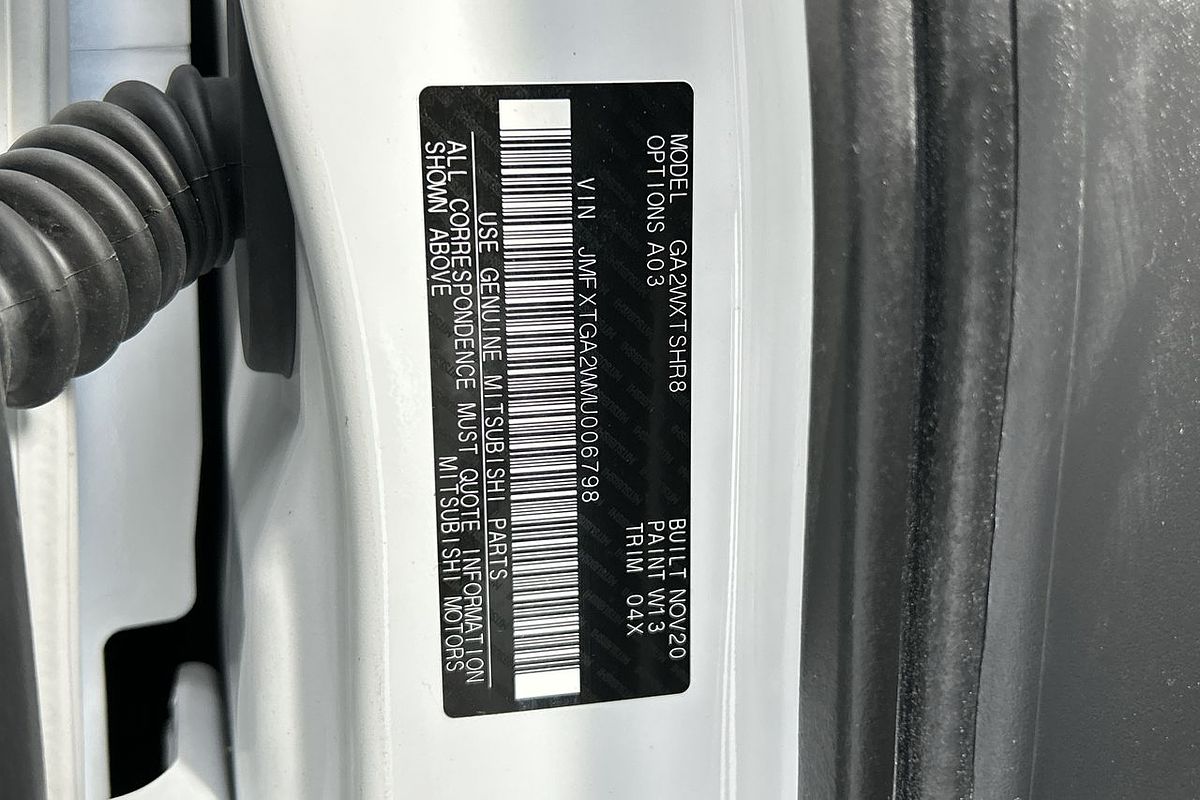 MODEL GA2WXTSHR8 BUILT NOV20
OPTIONS A03 PAINT W13
TRIM 04X
VIN JMFXTGA2WMU006798
USE GENUINE MITSUBISHI PARTS
ALL CORRESPONDENCE MUST QUOTE INFORMATION
SHOWN ABOVE MITSUBISHI MOTORS